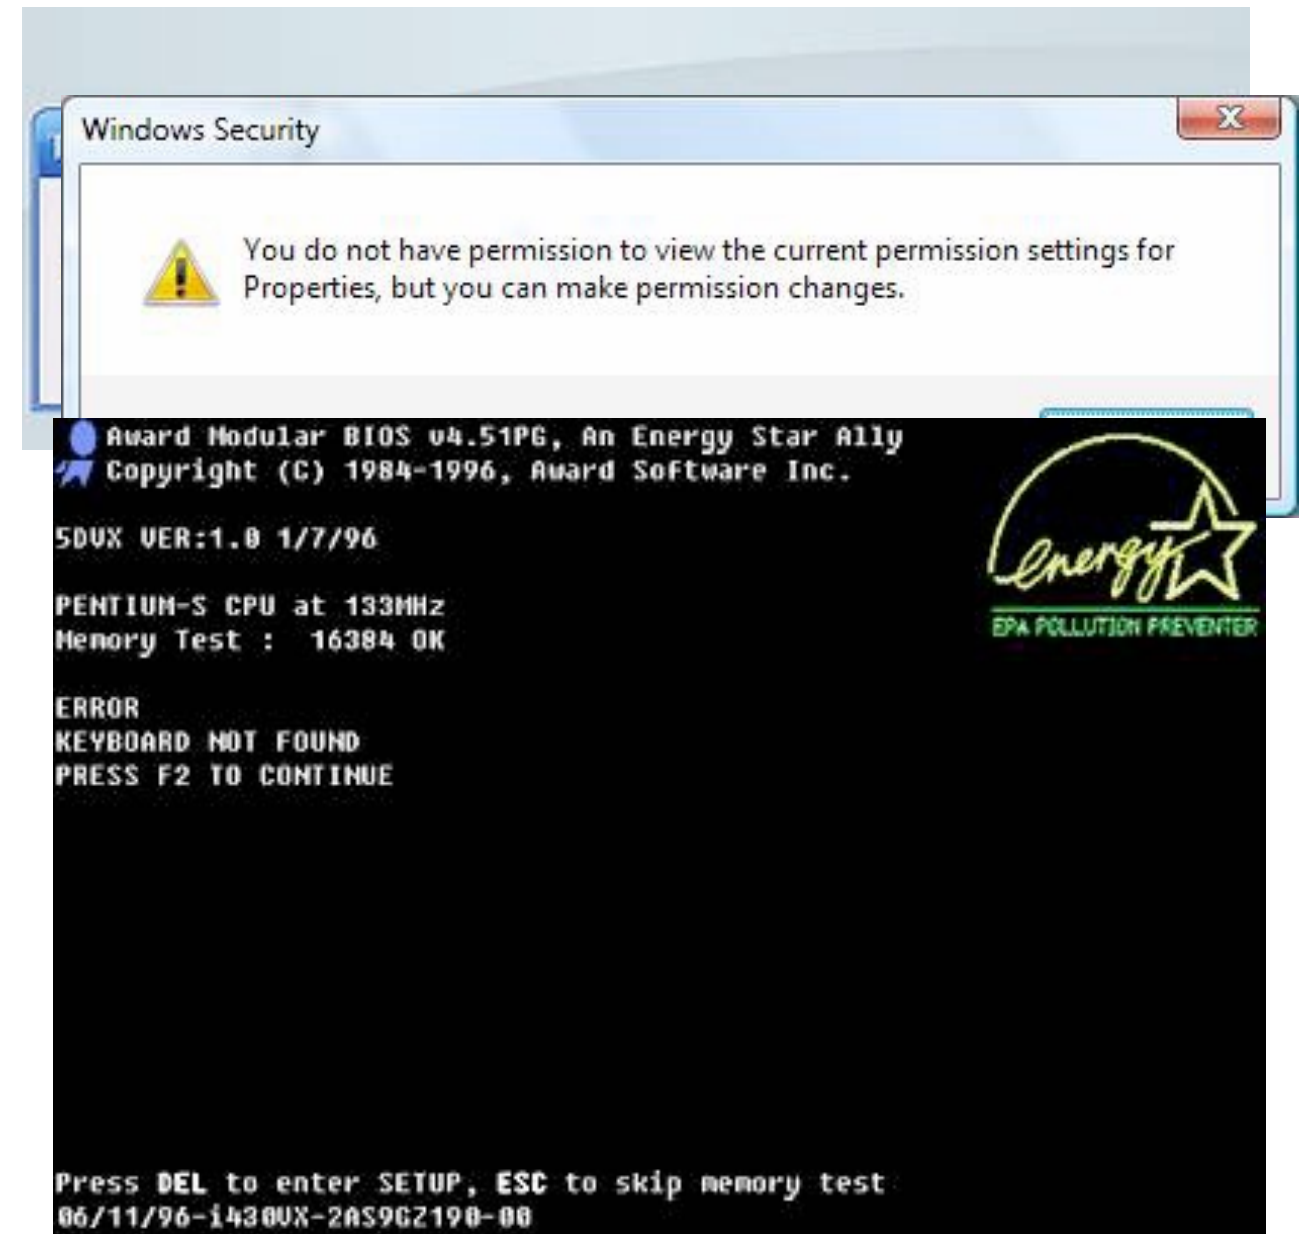 Windows Security
You do not have permission to view the current permission settings for
Properties, but you can make permission changes.
Award Modular BIOS v4.51PG, An Energy Star Ally
Copyright (C) 1984-1996, Award Software Inc.
energy
EPA POLLUTION PREVENTER
5DVX VER:1.0 1/7/96
PENTIUM-S CPU at 133MHz
Memory Test :  16384 OK
ERROR
KEYBOARD NOT FOUND
PRESS F2 TO CONTINUE
Press DEL to enter SETUP, ESC to skip memory test
06/11/96-i430VX-2AS9GZ190-00